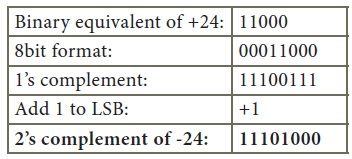 Binary equivalent of +24: 11000
8bit format: 00011000
1’s complement: 11100111
Add 1 to LSB: +1
2’s complement of -24: 11101000